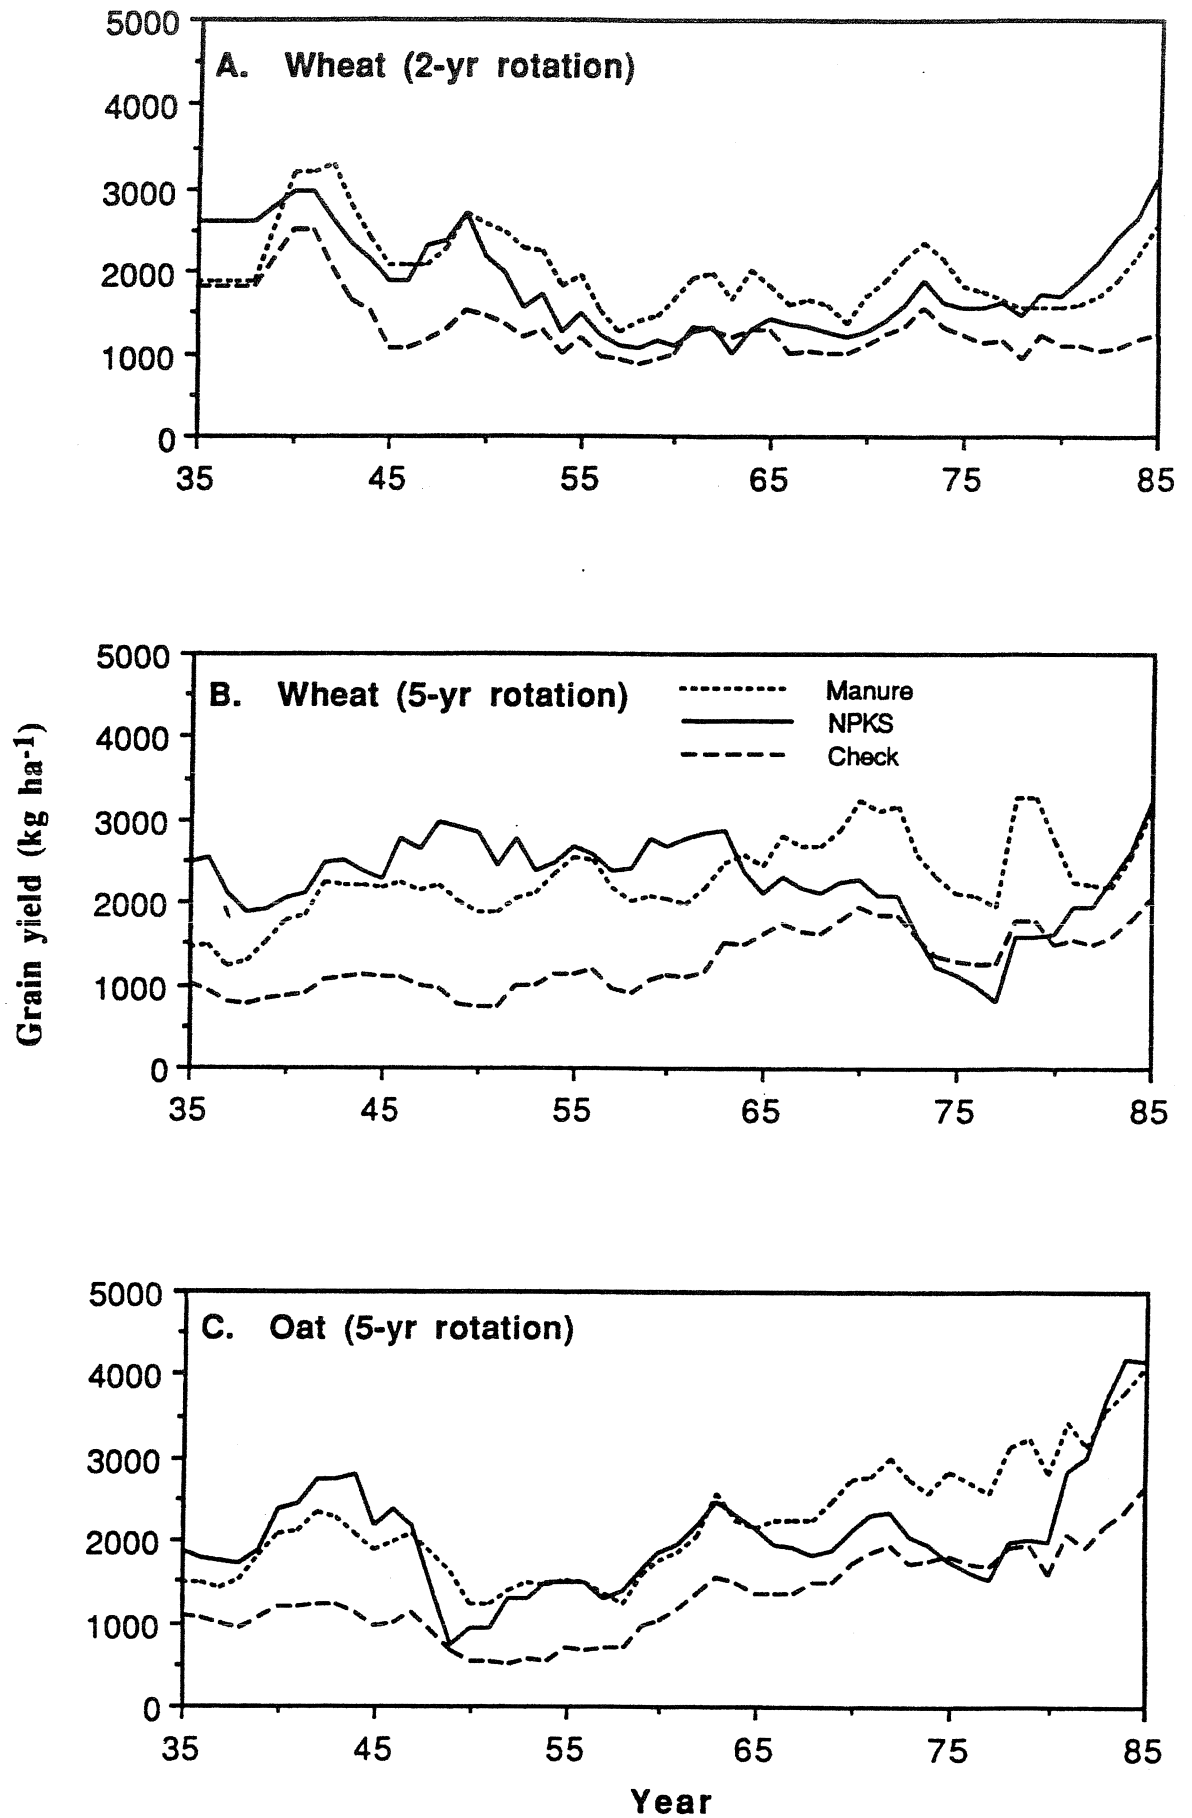 5000
A. Wheat (2-yr rotation)
4000
3000
2000
1000
0
35 45 55 65 75 85
5000
B. Wheat (5-yr rotation)
Manure
NPKS
Check
4000
3000
2000
1000
0
35 45 55 65 75 85
Grain yield (kg ha-1)
5000
C. Oat (5-yr rotation)
4000
3000
2000
1000
0
35 45 55 65 75 85
Year